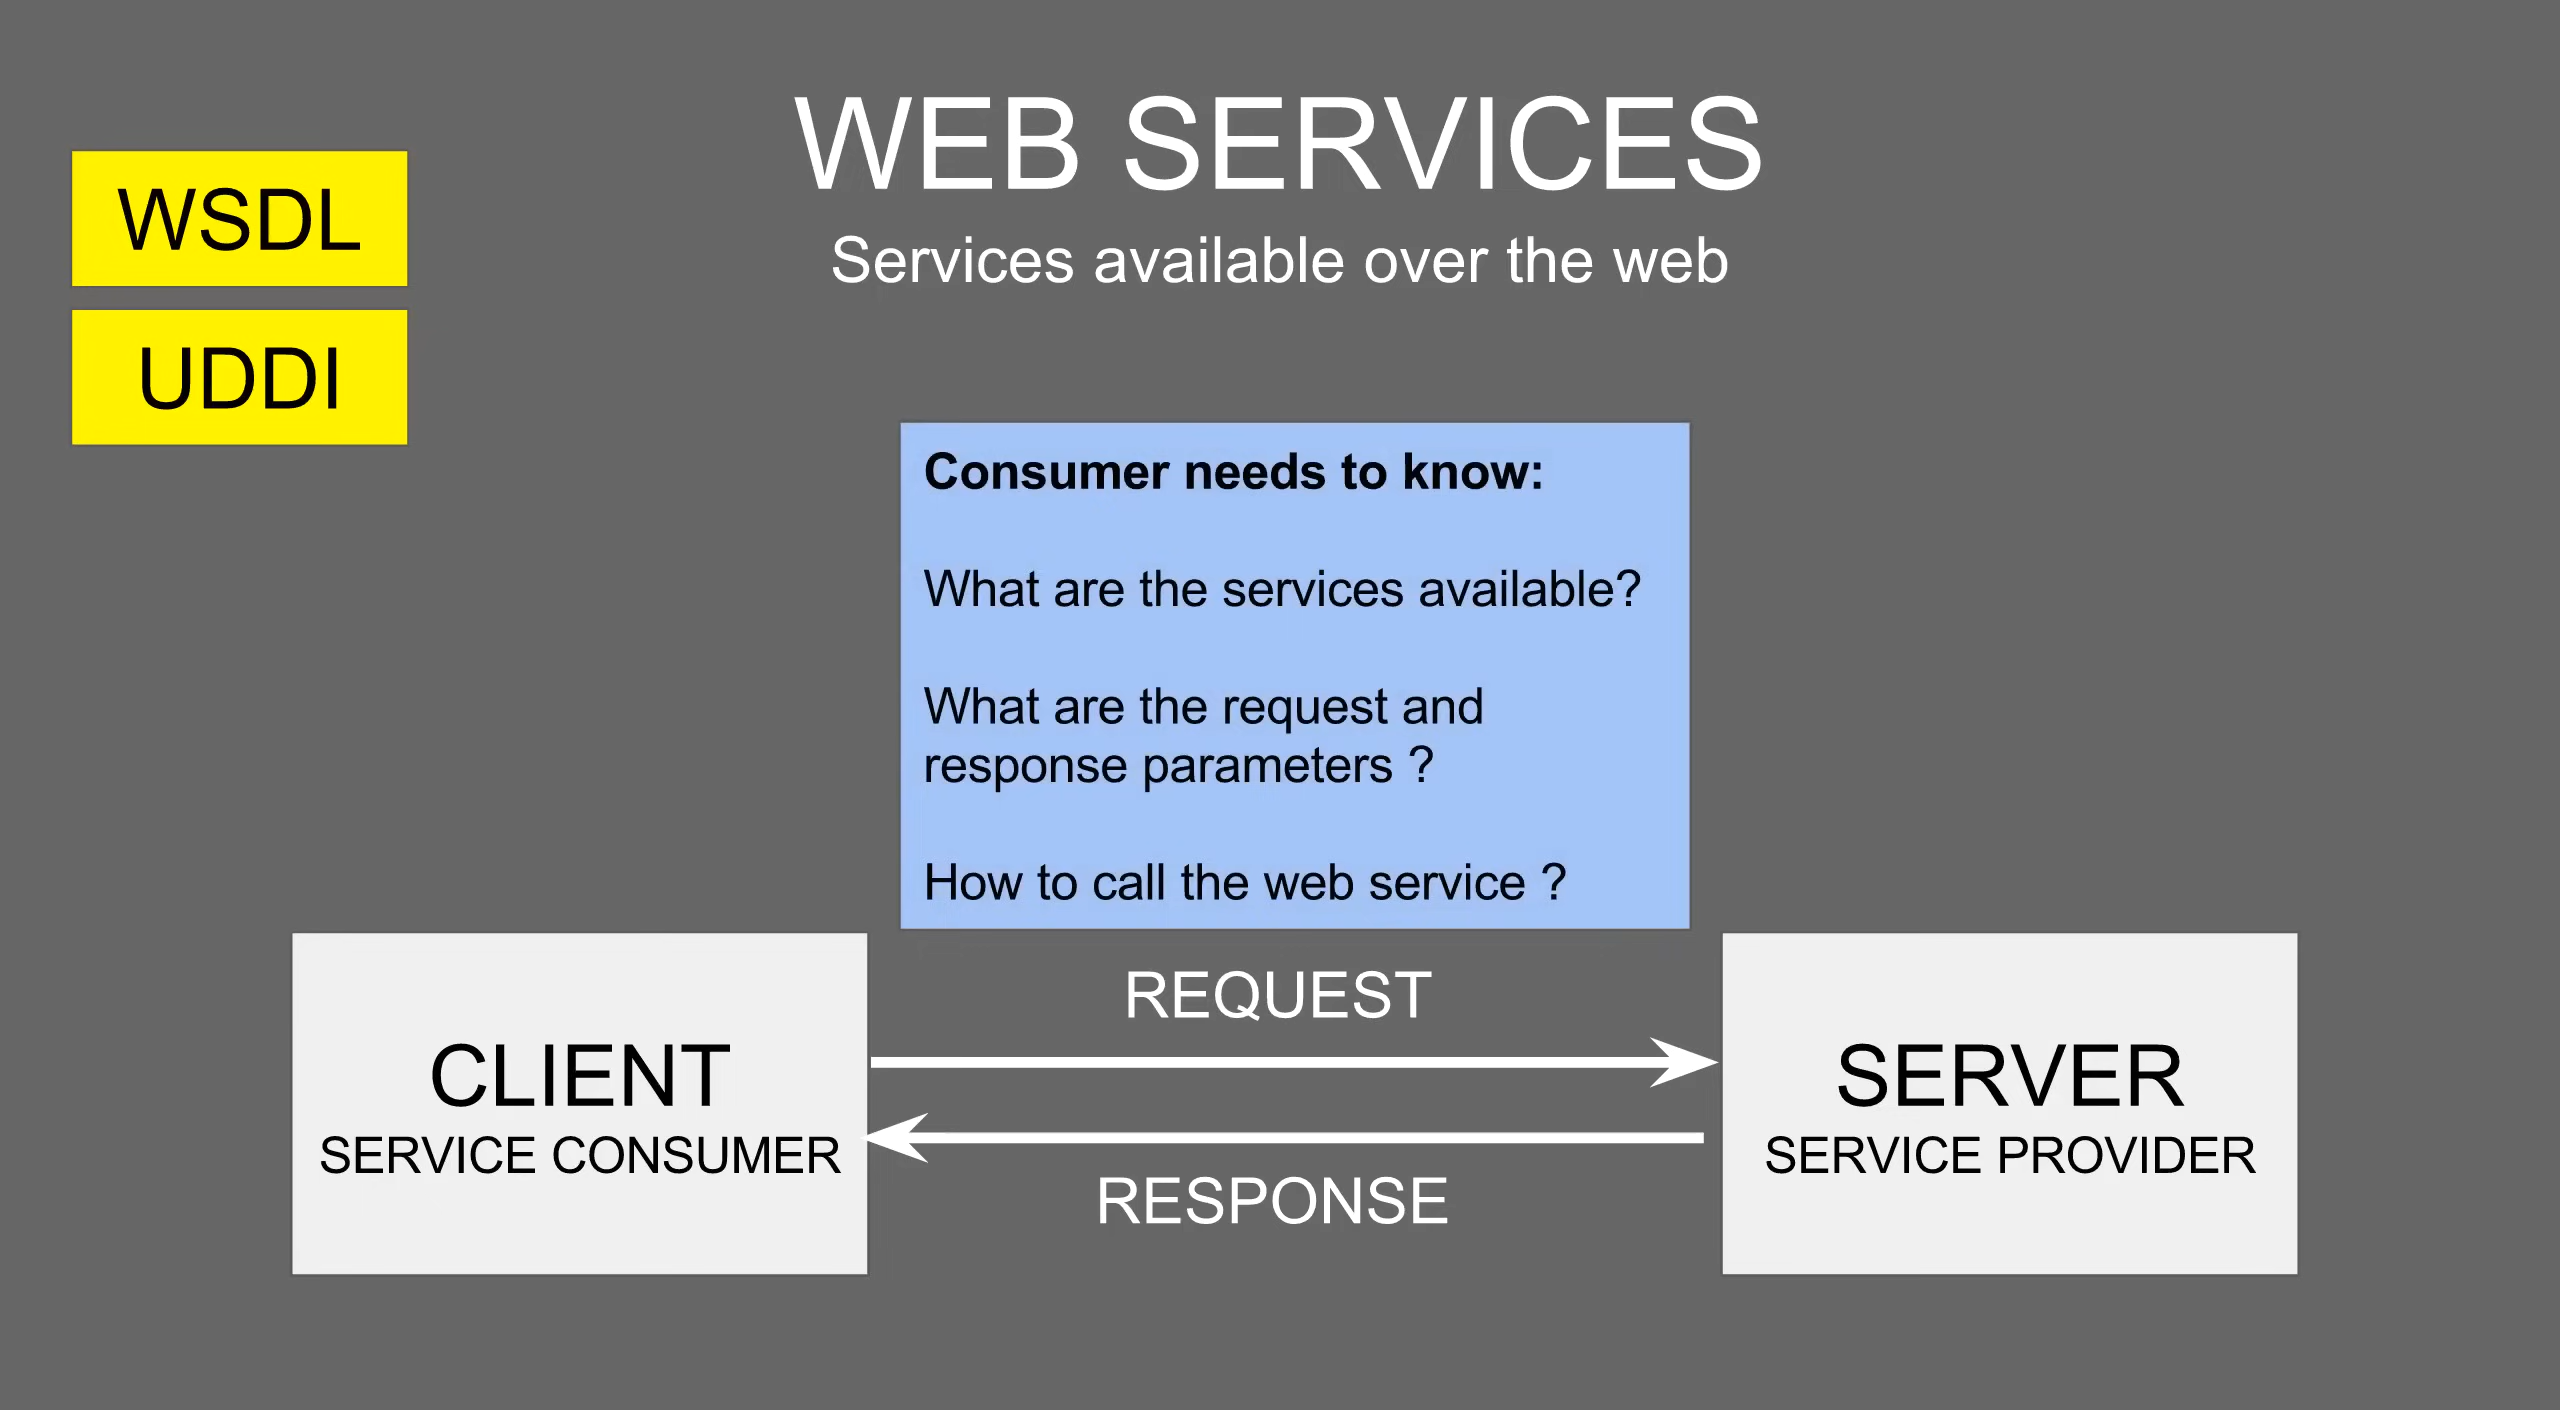 WEB SERVICES
Services available over the web
WSDL
UDDI
Consumer needs to know:
What are the services available?
What are the request and
response parameters ?
How to call the web service ?
CLIENT
SERVICE CONSUMER
REQUEST
RESPONSE
SERVER
SERVICE PROVIDER